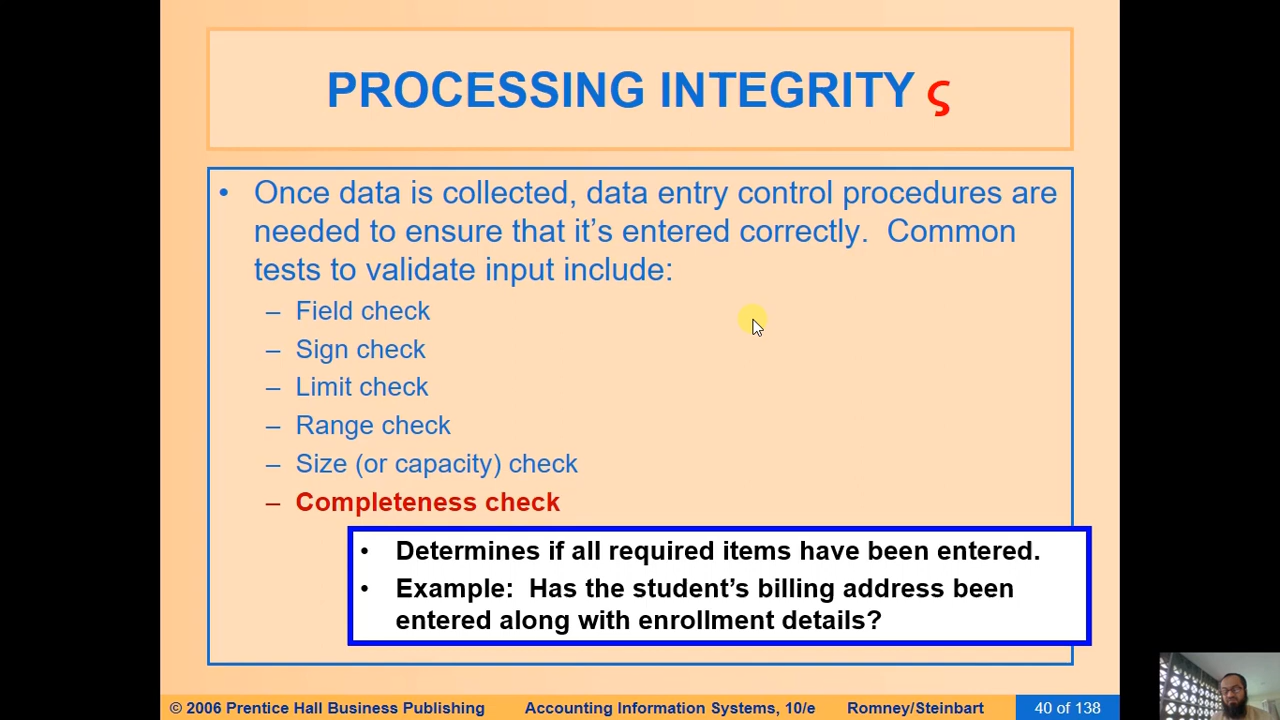 PROCESSING INTEGRITY ς
• Once data is collected, data entry control procedures are
needed to ensure that it’s entered correctly.  Common
tests to validate input include:
– Field check
– Sign check
– Limit check
– Range check
– Size (or capacity) check
– Completeness check
• Determines if all required items have been entered.
• Example:  Has the student’s billing address been
entered along with enrollment details?
© 2006 Prentice Hall Business Publishing Accounting Information Systems, 10/e Romney/Steinbart 40 of 138